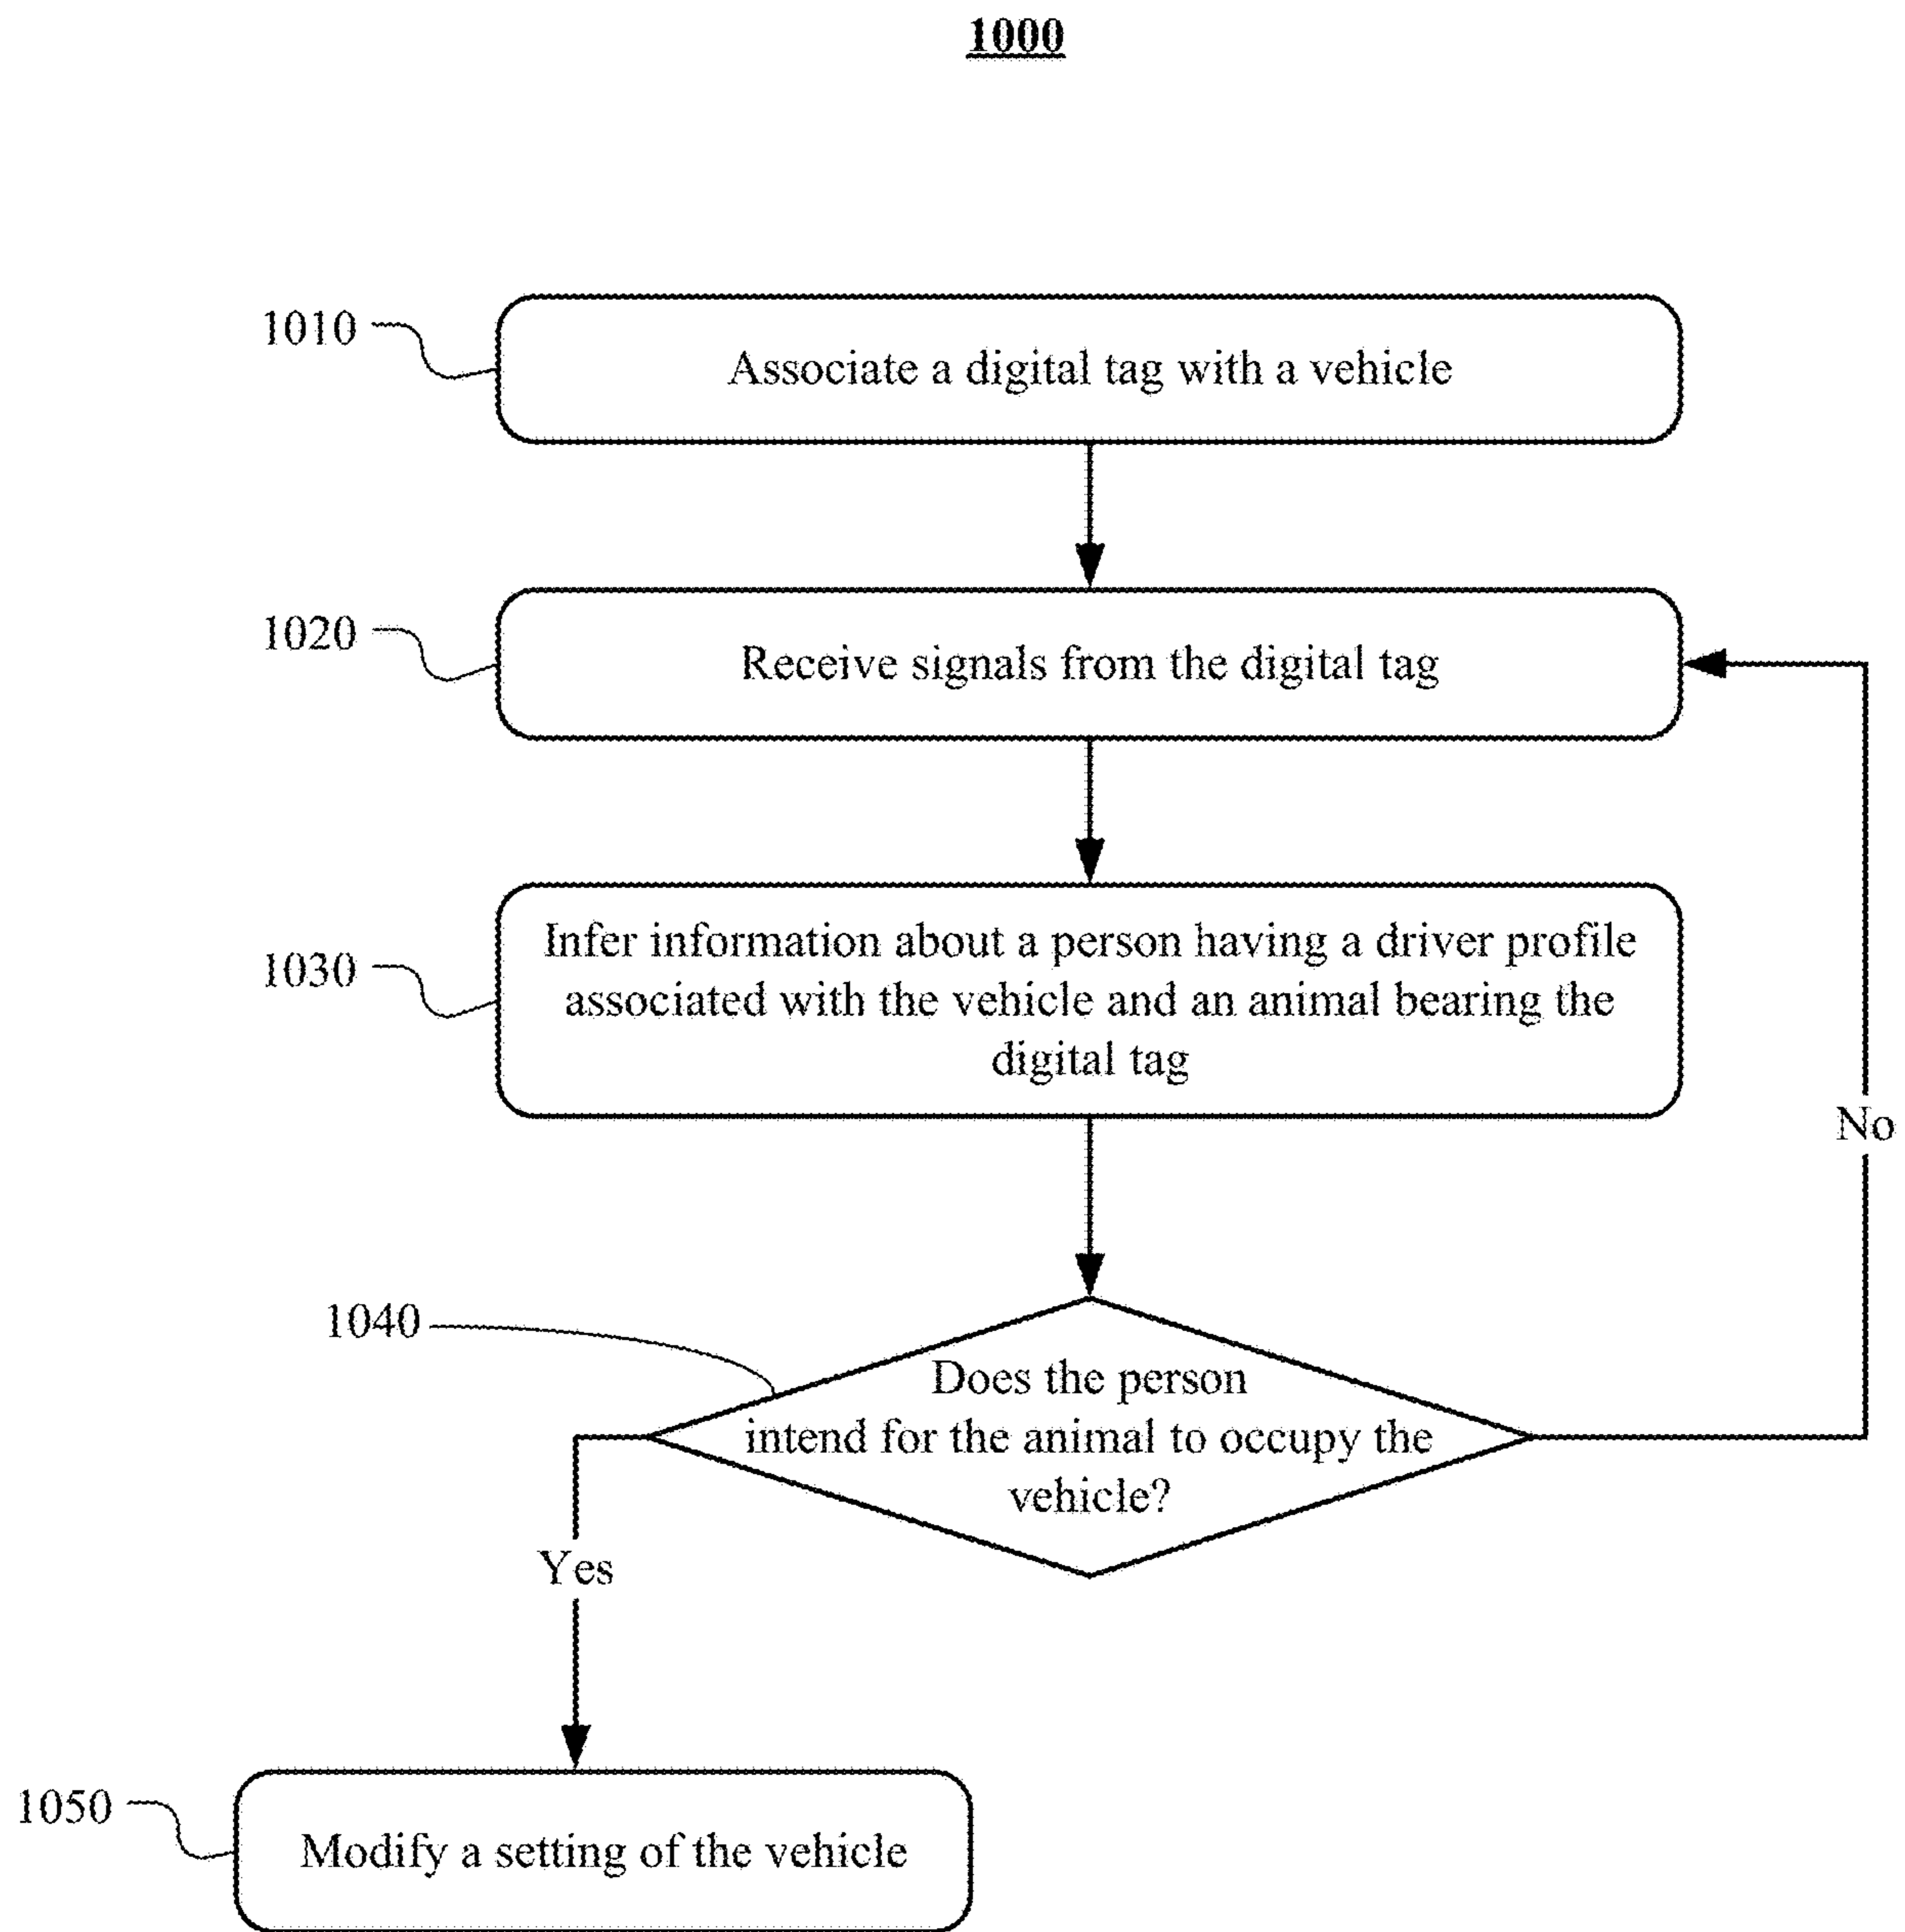 1000
1010
Associate a digital tag with a vehicle
1020
Receive signals from the digital tag
1030
Infer information about a person having a driver profile
associated with the vehicle and an animal bearing the
digital tag
No
1040
Does the person
intend for the animal to occupy the
vehicle?
Yes
1050
Modify a setting of the vehicle